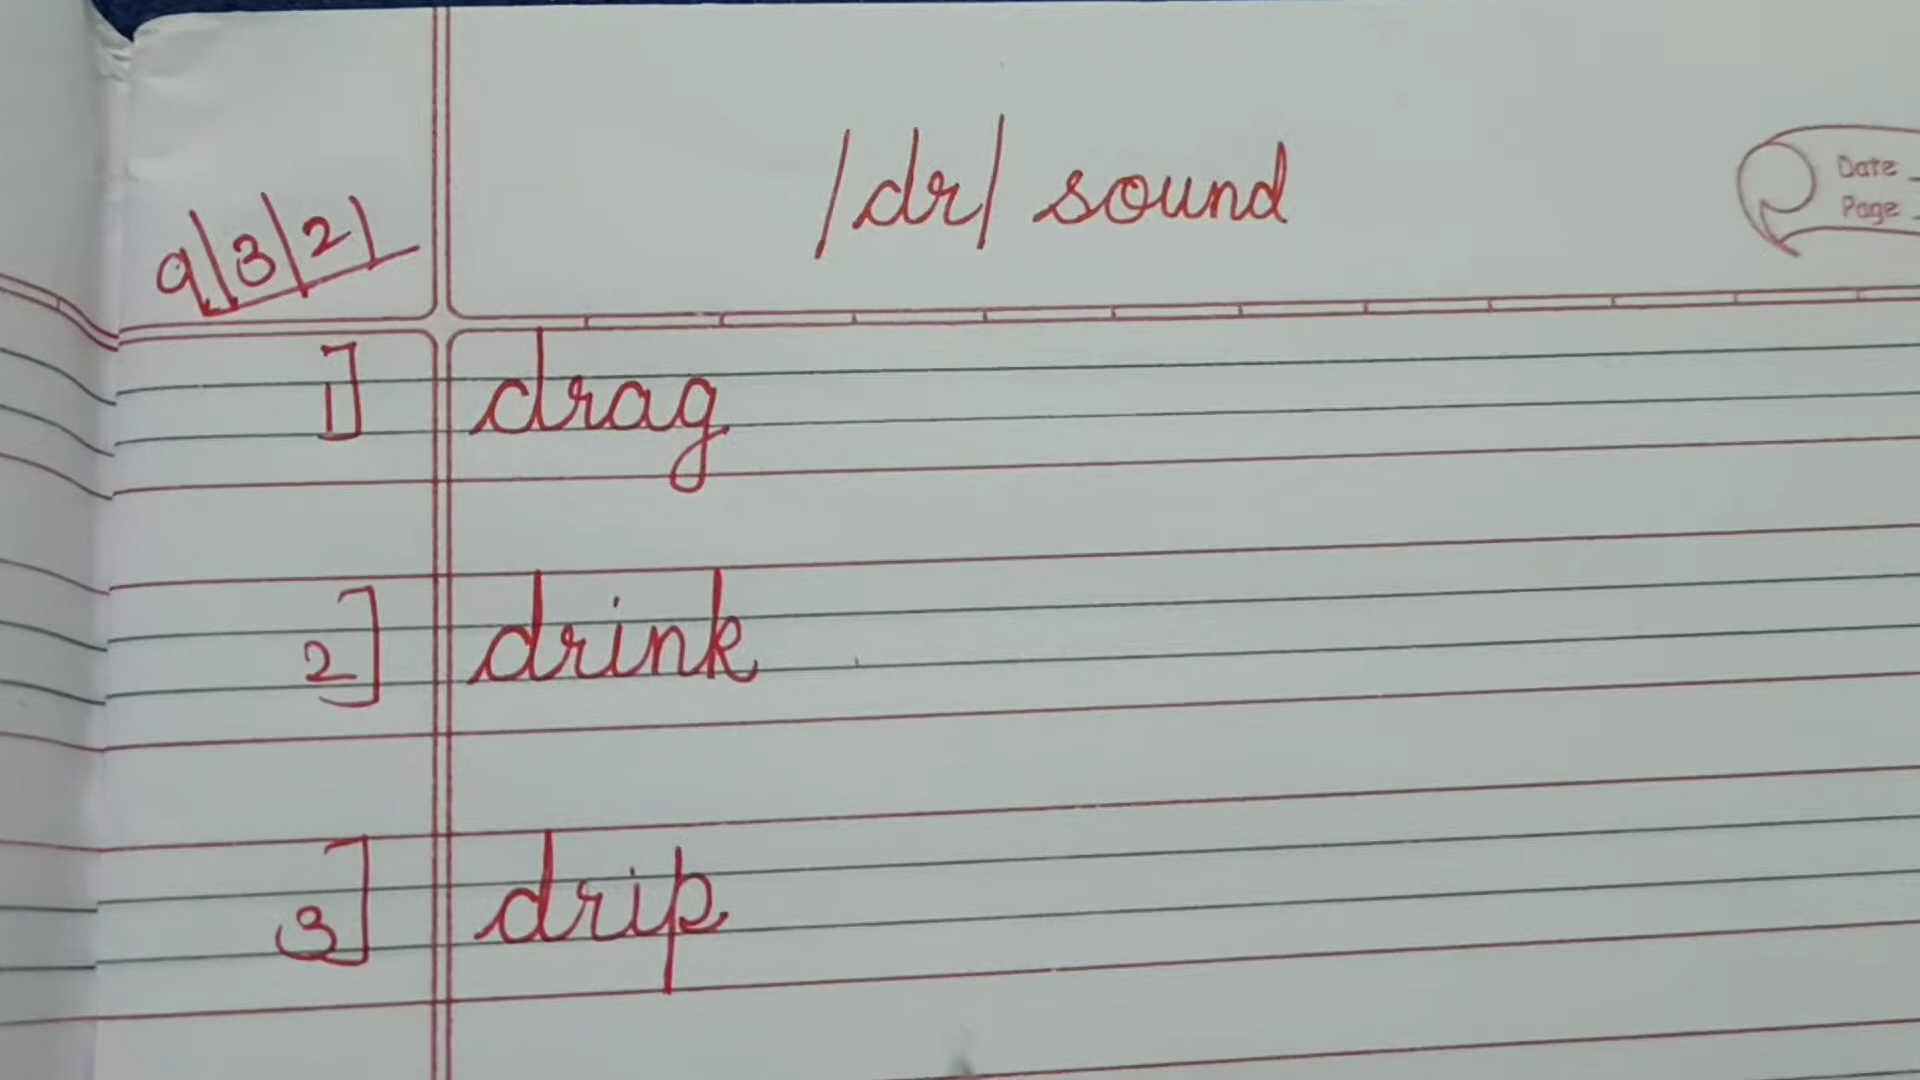 /dr/ sound
Date
Page
9/3/21
1] drag
2] drink
3] drip